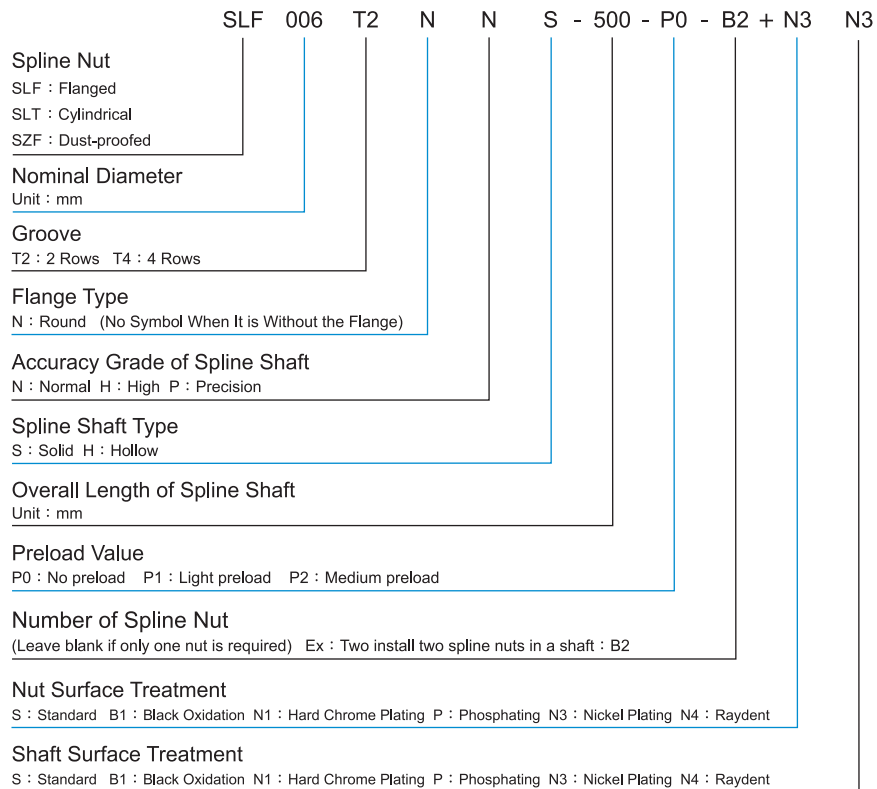 SLF 006 T2 N N S - 500 - P0 - B2 + N3 N3
Spline Nut
SLF：Flanged
SLT：Cylindrical
SZF：Dust-proofed
Nominal Diameter
Unit：mm
Groove
T2：2 Rows T4：4 Rows
Flange Type
N：Round (No Symbol When It is Without the Flange)
Accuracy Grade of Spline Shaft
N：Normal H：High P：Precision
Spline Shaft Type
S：Solid H：Hollow
Overall Length of Spline Shaft
Unit：mm
Preload Value
P0：No preload P1：Light preload P2：Medium preload
Number of Spline Nut
(Leave blank if only one nut is required) Ex：Two install two spline nuts in a shaft：B2
Nut Surface Treatment
S：Standard B1：Black Oxidation N1：Hard Chrome Plating P：Phosphating N3：Nickel Plating N4：Raydent
Shaft Surface Treatment
S：Standard B1：Black Oxidation N1：Hard Chrome Plating P：Phosphating N3：Nickel Plating N4：Raydent